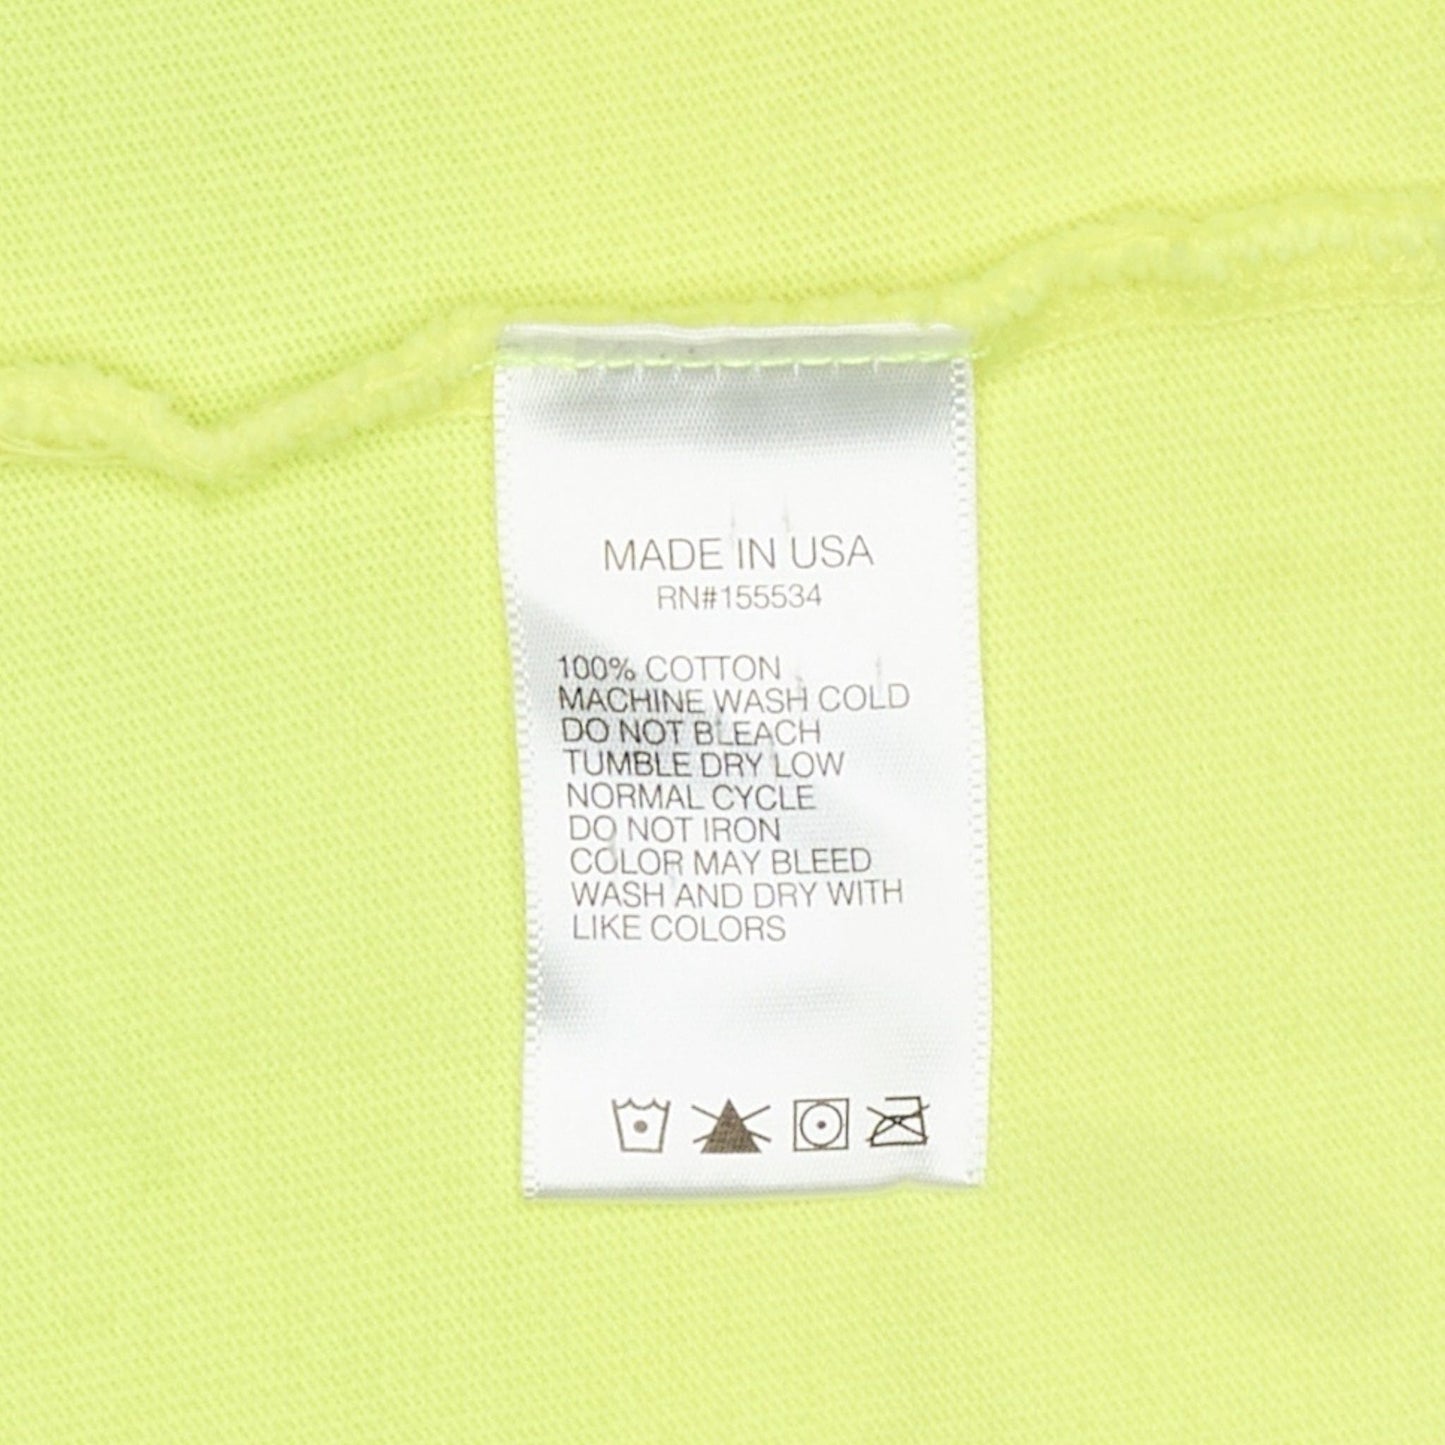 MADE IN USA
RN#155534
100% COTTON
MACHINE WASH COLD
DO NOT BLEACH
TUMBLE DRY LOW
NORMAL CYCLE
DO NOT IRON
COLOR MAY BLEED
WASH AND DRY WITH
LIKE COLORS